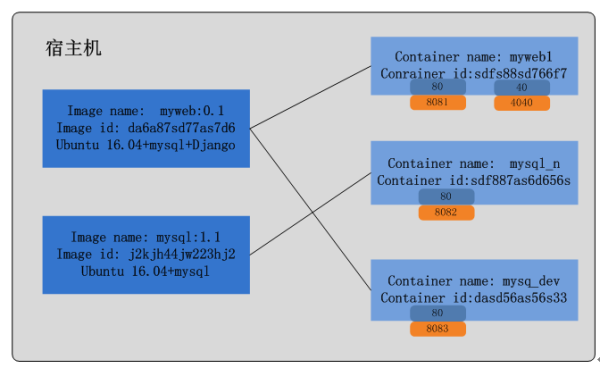 宿主机
Image name: myweb:0.1
Image id: da6a87sd77as7d6
Ubuntu 16.04+mysql+Django
Image name: mysql:1.1
Image id: j2kjh44jw223hj2
Ubuntu 16.04+mysql
Container name: myweb1
Conrainer id:sdfs88sd766f7
80 40
8081 4040
Container name: mysql_n
Container id:sdf887as6d656s
80
8082
Container name: mysq_dev
Container id:dasd56as56s33
80
8083